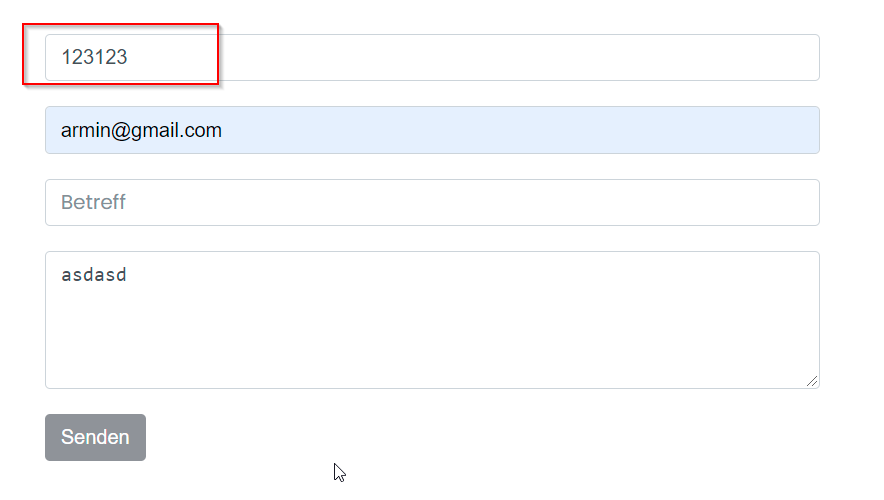 123123
armin@gmail.com
Betreff
asdasd
Senden